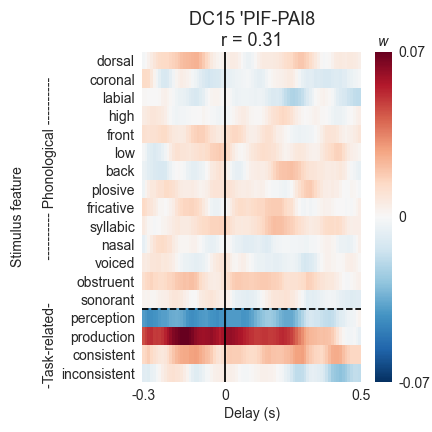 DC15 'PIF-PAI8
r = 0.31
w
0.07
0
-0.07
Stimulus feature
---------- Phonological ----------
-Task-related-
dorsal
coronal
labial
high
front
low
back
plosive
fricative
syllabic
nasal
voiced
obstruent
sonorant
perception
production
consistent
inconsistent
-0.3 0 0.5
Delay (s)